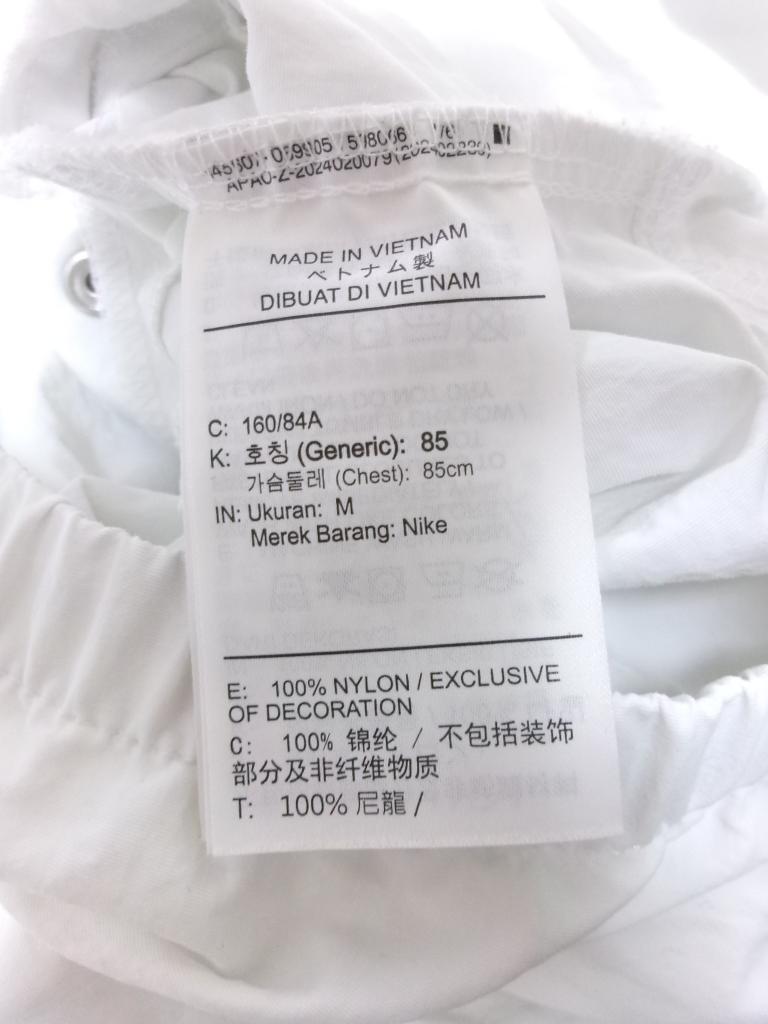 MADE IN VIETNAM
ベトナム製
DIBUAT DI VIETNAM
C: 160/84A
K: 호칭 (Generic): 85
가슴둘레 (Chest): 85cm
IN: Ukuran: M
Merek Barang: Nike
E: 100% NYLON / EXCLUSIVE
OF DECORATION
C: 100% 锦纶 / 不包括装饰
部分及非纤维物质
T: 100% 尼龍 /